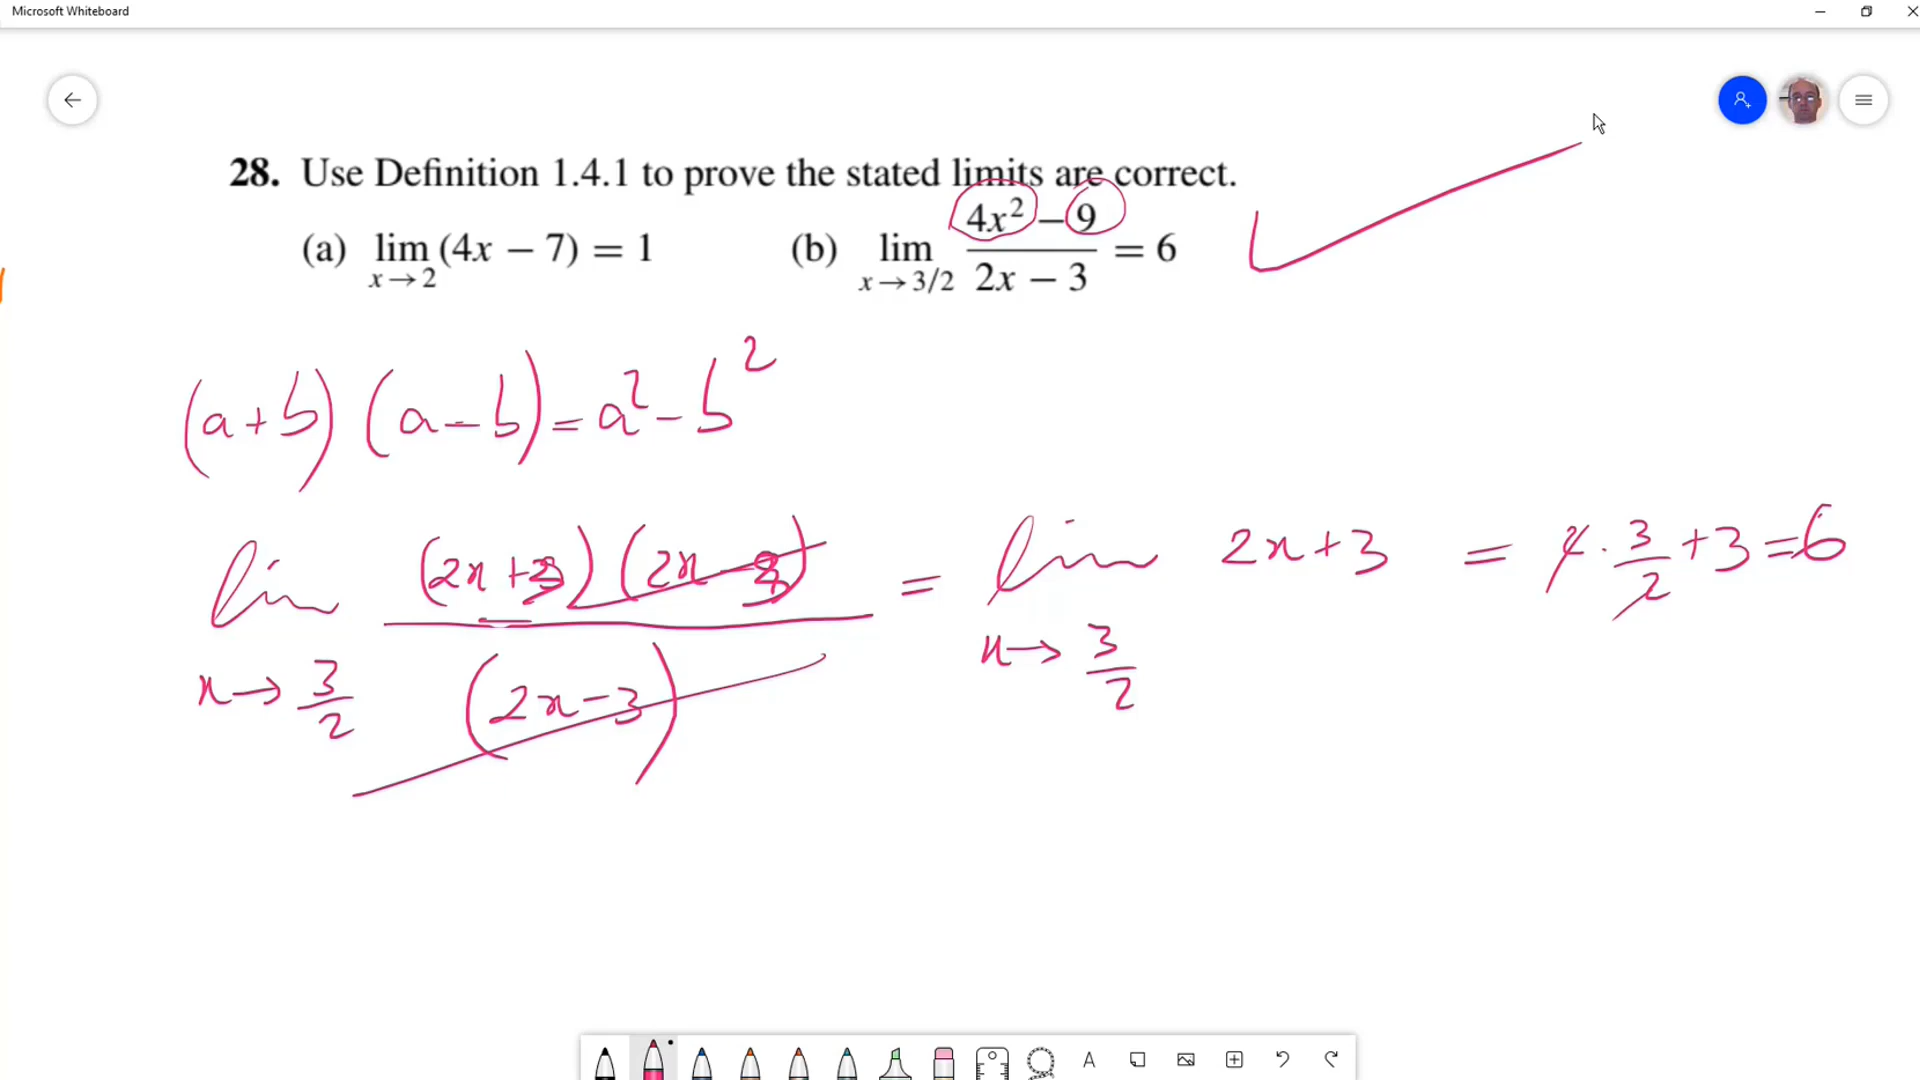 Microsoft Whiteboard
28. Use Definition 1.4.1 to prove the stated limits are correct.
(a) lim x→2 (4x − 7) = 1 (b) lim x→3/2 (4x² − 9)/(2x − 3) = 6
(a+b)(a−b)=a²−b²
lim x→3/2 (2x+3)(2x−3)/(2x−3) = lim x→3/2 2x+3 = 2·3/2+3=6
A